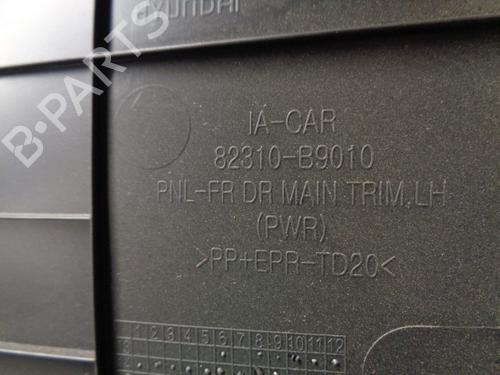 HYUNDAI
IA-CAR
82310-B9010
PNL-FR DR MAIN TRIM,LH
(PWR)
>PP+EPR-TD20<
1 2 3 4 5 6 7 8 9 10 11 12
B-PARTS